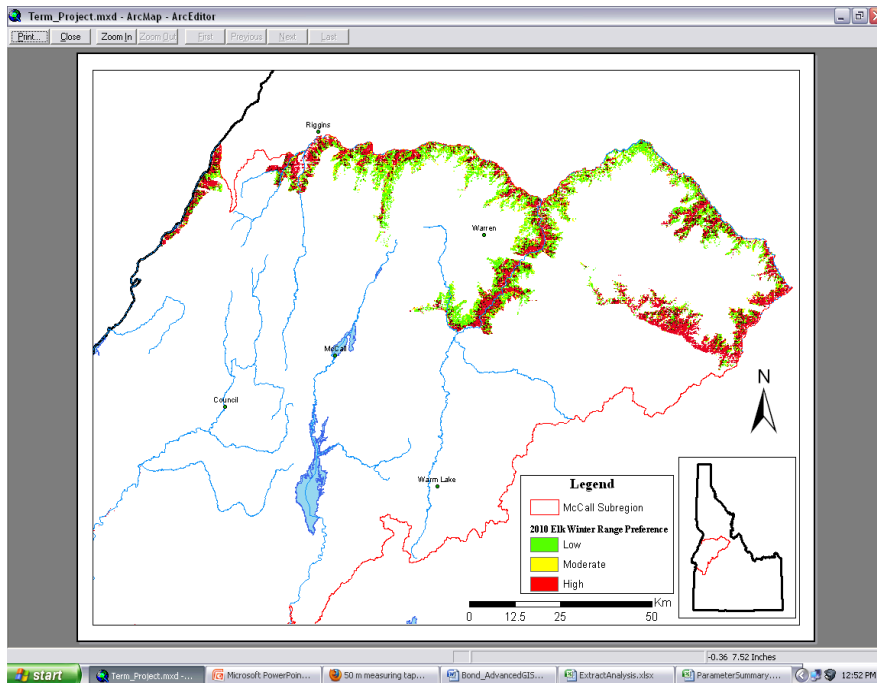 Term_Project.mxd - ArcMap - ArcEditor
Print... Close Zoom In Zoom Out First Previous Next Last
Riggins
Warren
McCall
Council
Warm Lake
N
Legend
McCall Subregion
2010 Elk Winter Range Preference
Low
Moderate
High
Km
0 12.5 25 50
-0.36 7.52 Inches
start Term_Project.mxd -... Microsoft PowerPoin... 50 m measuring tap... Bond_AdvancedGIS... ExtractAnalysis.xlsx ParameterSummary.... 12:52 PM